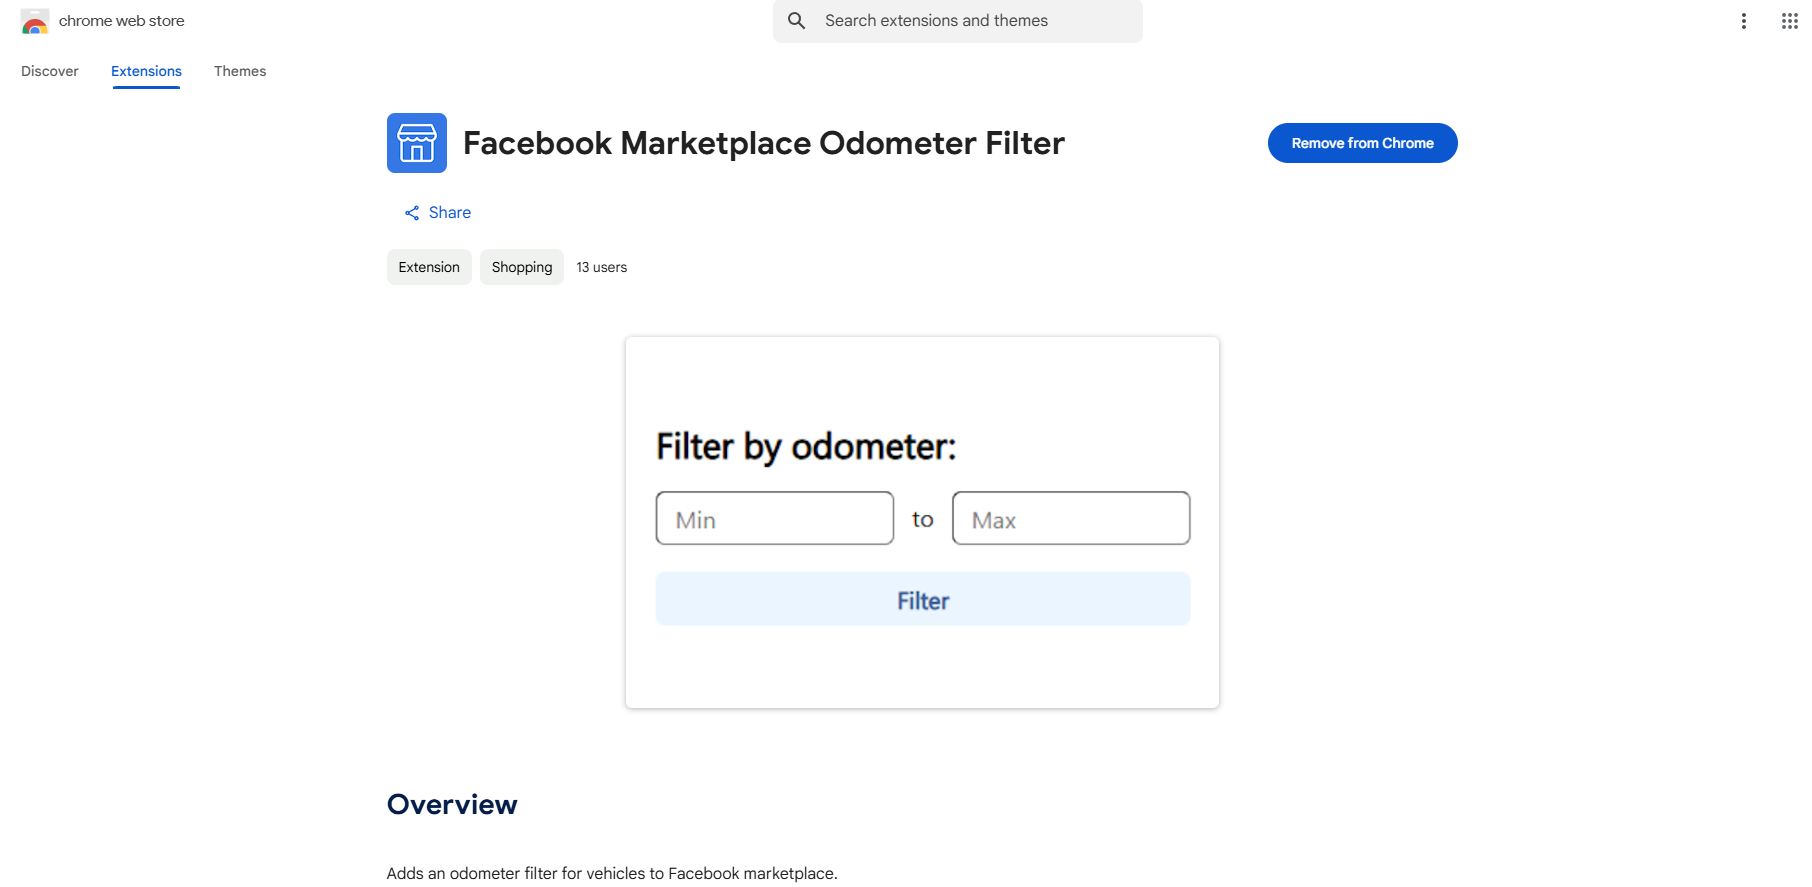 chrome web store
Search extensions and themes
Discover
Extensions
Themes
Facebook Marketplace Odometer Filter
Remove from Chrome
Share
Extension
Shopping
13 users
Filter by odometer:
Min
to
Max
Filter
Overview
Adds an odometer filter for vehicles to Facebook marketplace.